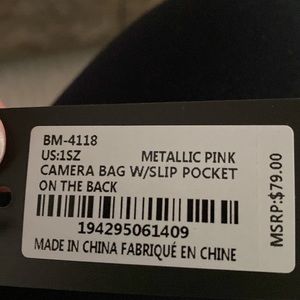 BM-4118
US:1SZ METALLIC PINK
CAMERA BAG W/SLIP POCKET
ON THE BACK
194295061409
MADE IN CHINA FABRIQUÉ EN CHINE
MSRP:$79.00